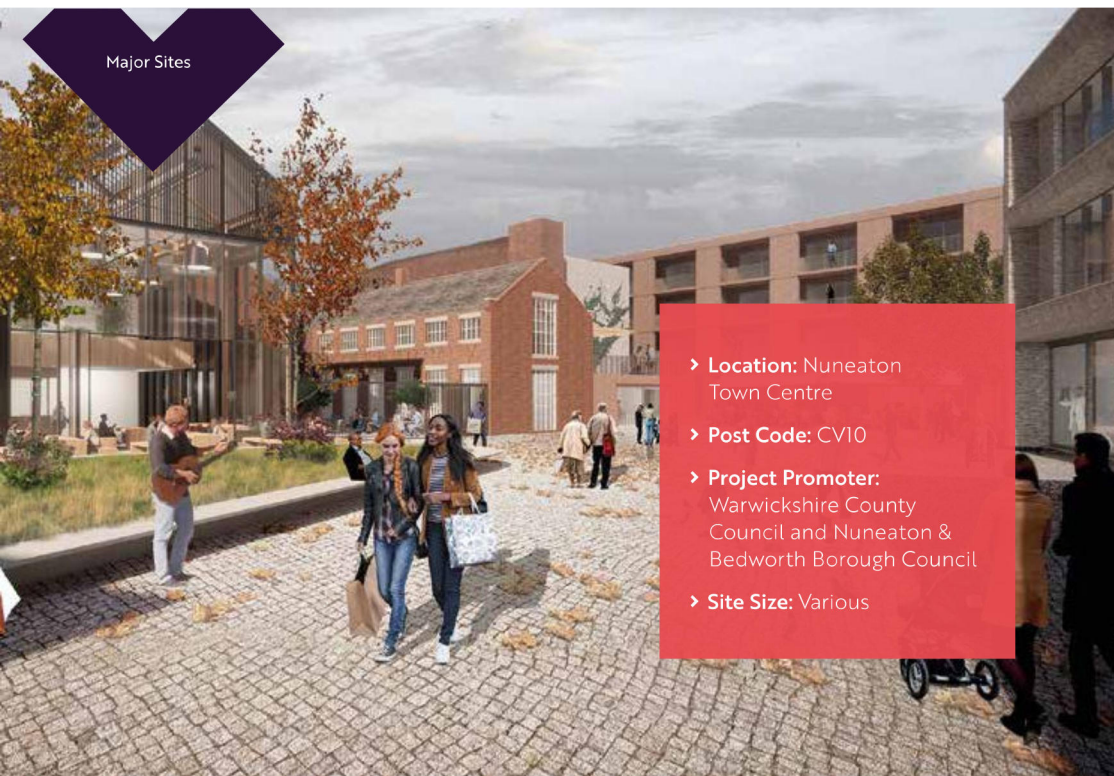 Major Sites
> Location: Nuneaton
Town Centre
> Post Code: CV10
> Project Promoter:
Warwickshire County
Council and Nuneaton &
Bedworth Borough Council
> Site Size: Various